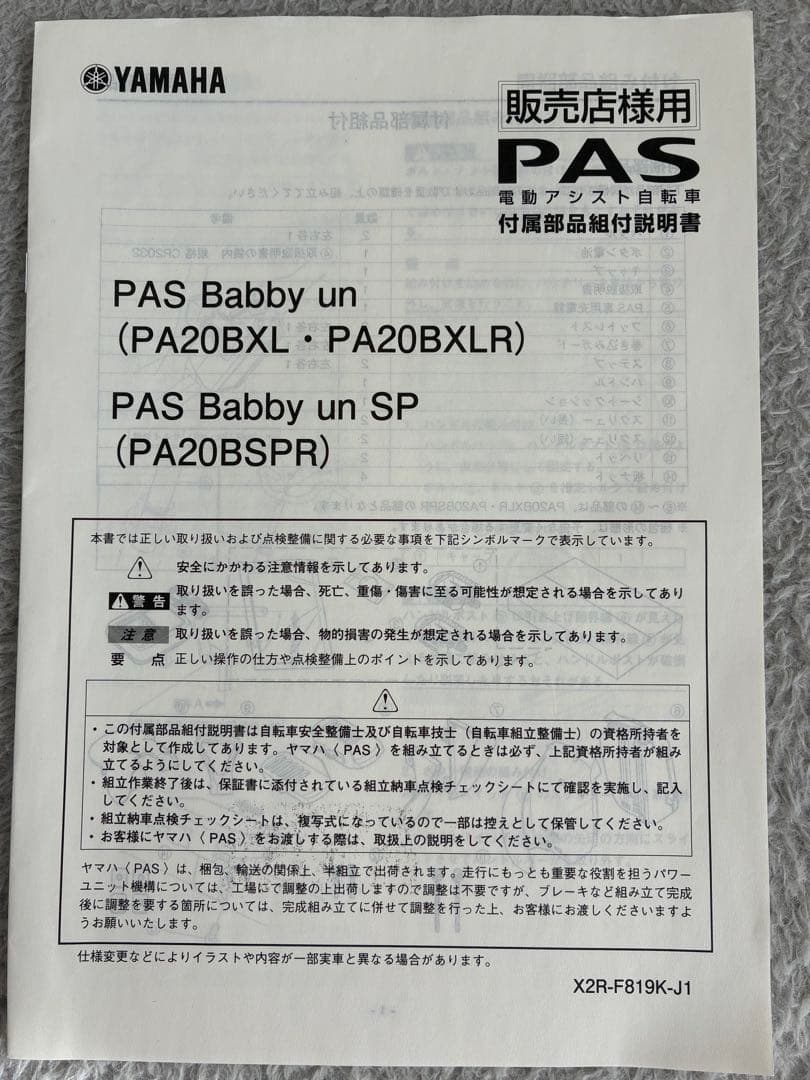 YAMAHA
販売店様用
PAS
電動アシスト自転車
付属部品組付説明書
PAS Babby un
(PA20BXL・PA20BXLR)
PAS Babby un SP
(PA20BSPR)
本書では正しい取り扱いおよび点検整備に関する必要な事項を下記シンボルマークで表示しています。
安全にかかわる注意情報を示してあります。
警告 取り扱いを誤った場合、死亡、重傷・傷害に至る可能性が想定される場合を示してあり
ます。
注意 取り扱いを誤った場合、物的損害の発生が想定される場合を示してあります。
要点 正しい操作の仕方や点検整備上のポイントを示してあります。
・この付属部品組付説明書は自転車安全整備士及び自転車技士（自転車組立整備士）の資格所持者を
対象として作成してあります。ヤマハ〈PAS〉を組み立てるときは必ず、上記資格所持者が組み
立てるようにしてください。
・組立作業終了後は、保証書に添付されている組立納車点検チェックシートにて確認を実施し、記入
してください。
・組立納車点検チェックシートは、複写式になっているので一部は控えとして保管してください。
・お客様にヤマハ〈PAS〉をお渡しする際は、取扱上の説明をしてください。
ヤマハ〈PAS〉は、梱包、輸送の関係上、半組立で出荷されます。走行にもっとも重要な役割を担うパワー
ユニット機構については、工場にて調整の上出荷しますので調整は不要ですが、ブレーキなど組み立て完成
後に調整を要する箇所については、完成組み立てに併せて調整を行った上、お客様にお渡しくださいますよ
うお願いいたします。
仕様変更などによりイラストや内容が一部実車と異なる場合があります。
X2R-F819K-J1